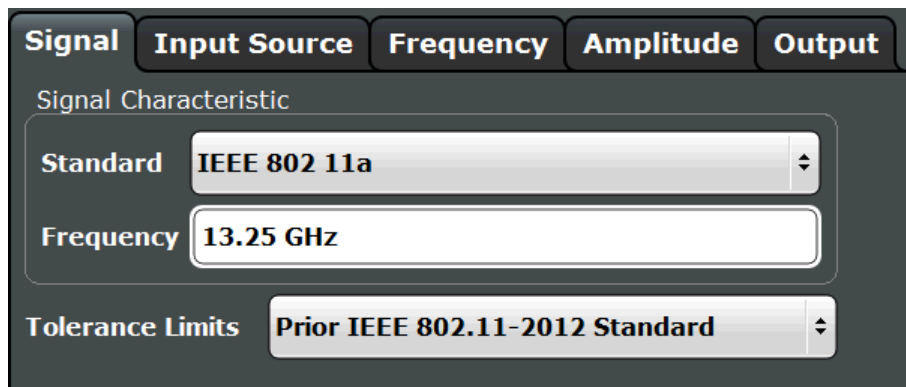 Signal Input Source Frequency Amplitude Output
Signal Characteristic
Standard IEEE 802 11a
Frequency 13.25 GHz
Tolerance Limits Prior IEEE 802.11-2012 Standard